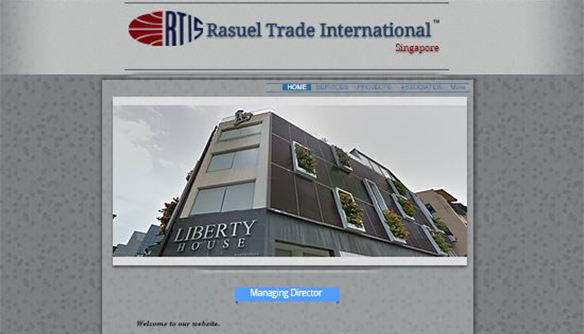 RTIS Rasuel Trade International™
Singapore
HOME SERVICES PROJECTS ASSOCIATES More
LIBERTY
HOUSE
Managing Director
Welcome to our website.